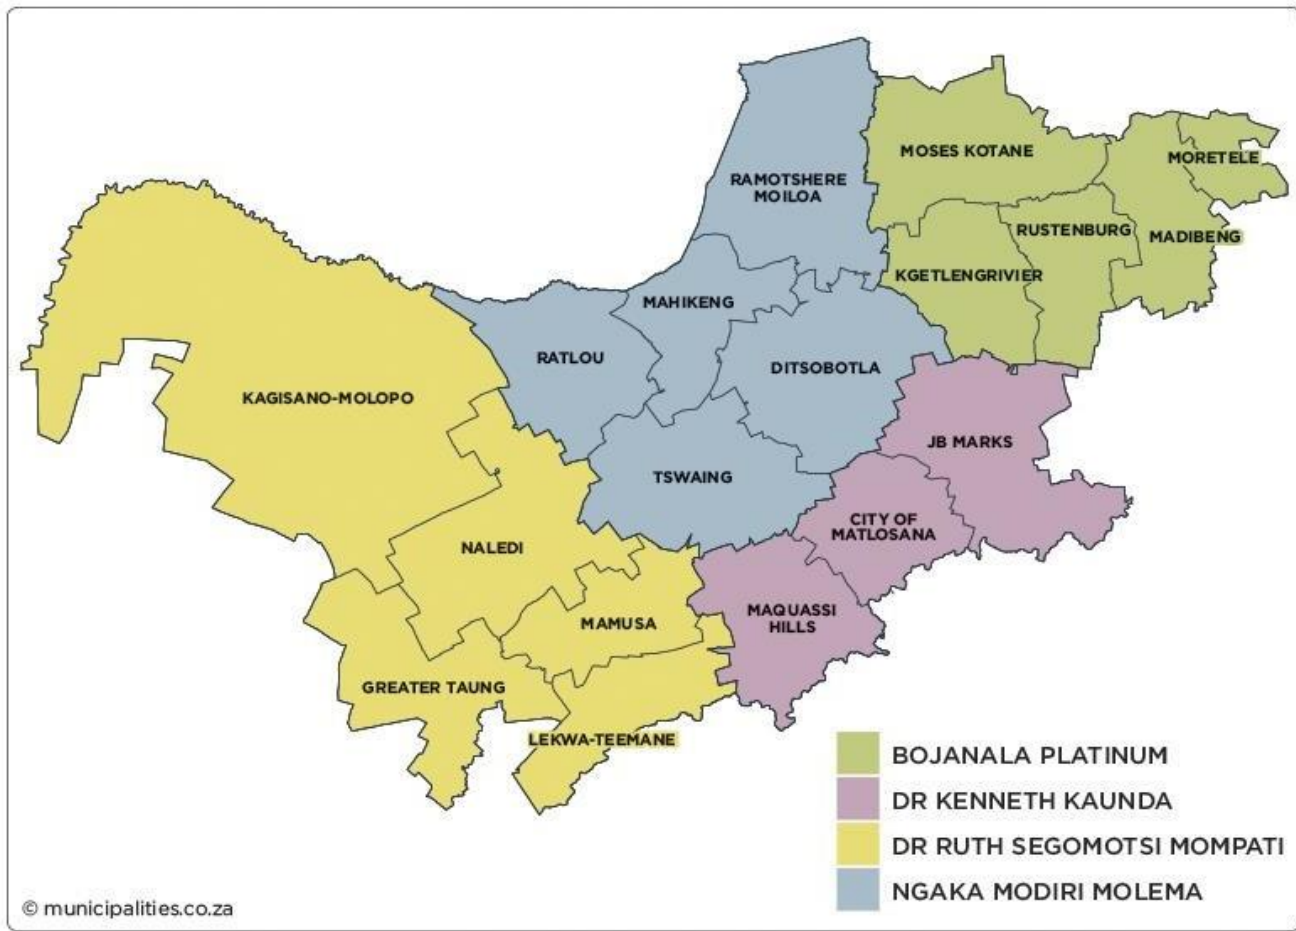 MOSES KOTANE
MORETELE
RAMOTSHERE
MOILOA
RUSTENBURG
MADIBENG
KGETLENGRIVIER
MAHIKENG
RATLOU
DITSOBOTLA
KAGISANO-MOLOPO
JB MARKS
TSWAING
CITY OF
MATLOSANA
NALEDI
MAQUASSI
HILLS
MAMUSA
GREATER TAUNG
LEKWA-TEEMANE
BOJANALA PLATINUM
DR KENNETH KAUNDA
DR RUTH SEGOMOTSI MOMPATI
NGAKA MODIRI MOLEMA
© municipalities.co.za